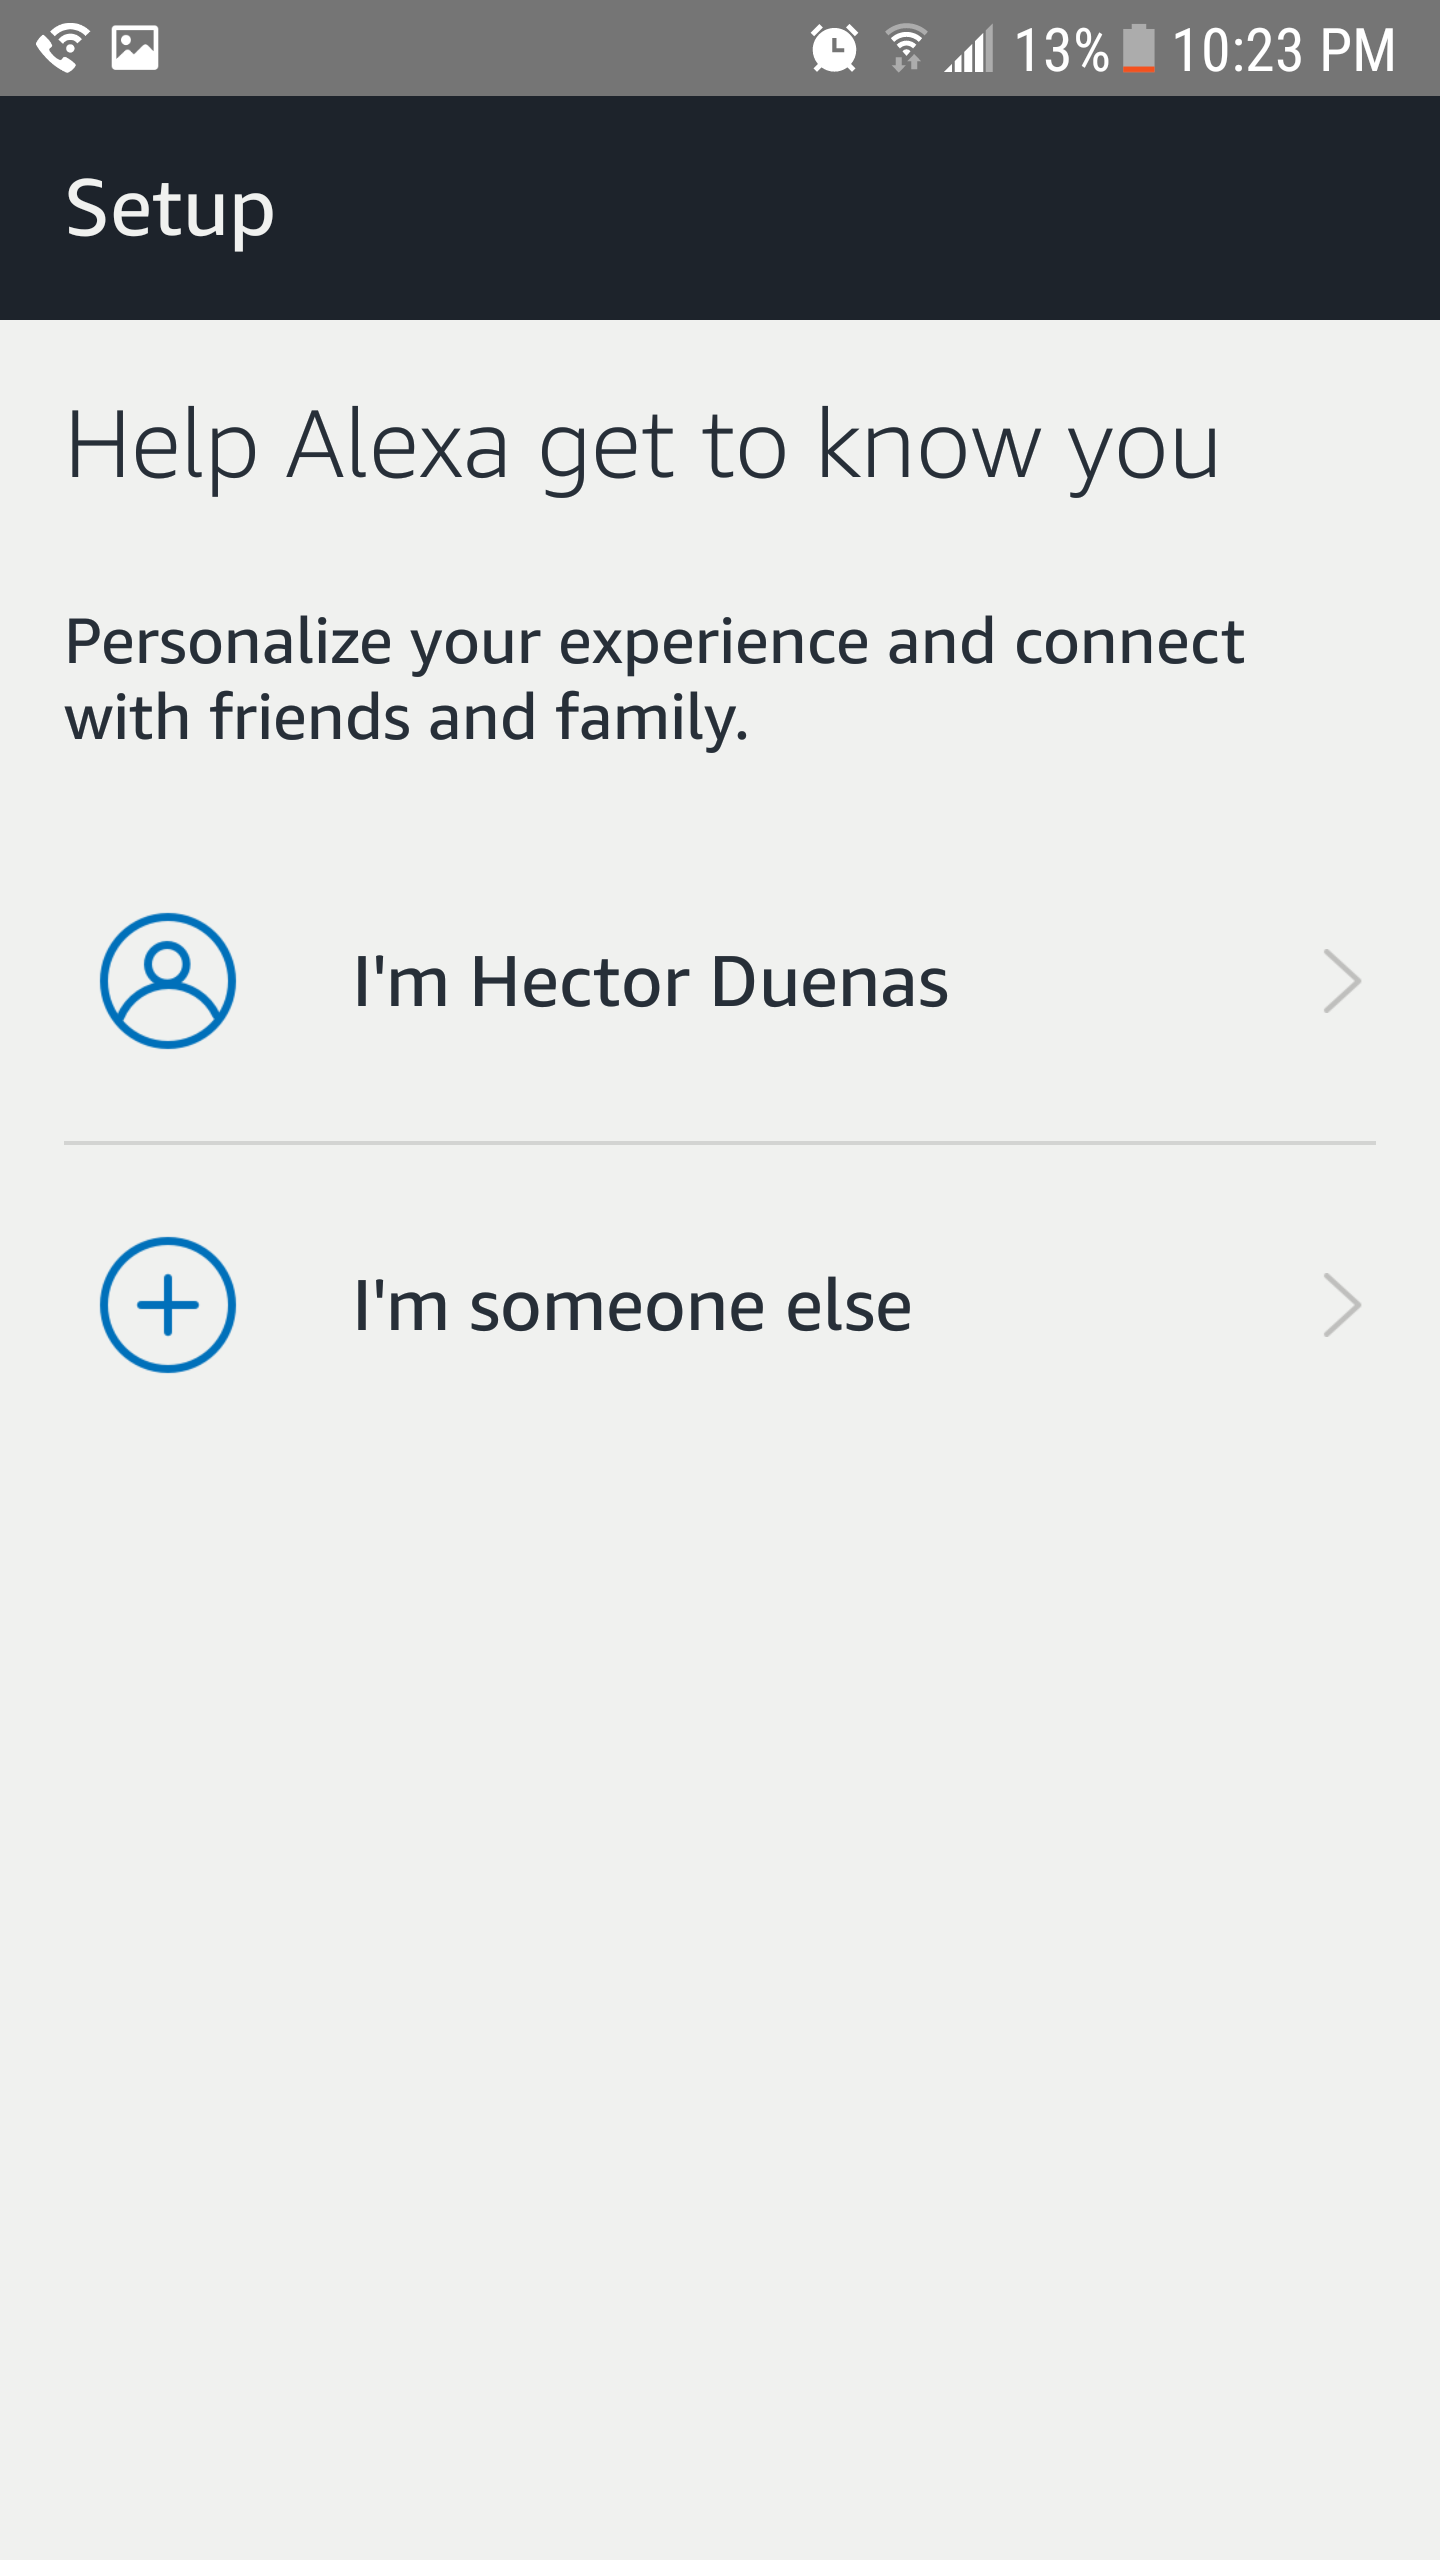 13% 10:23 PM
Setup
Help Alexa get to know you
Personalize your experience and connect
with friends and family.
I'm Hector Duenas
I'm someone else